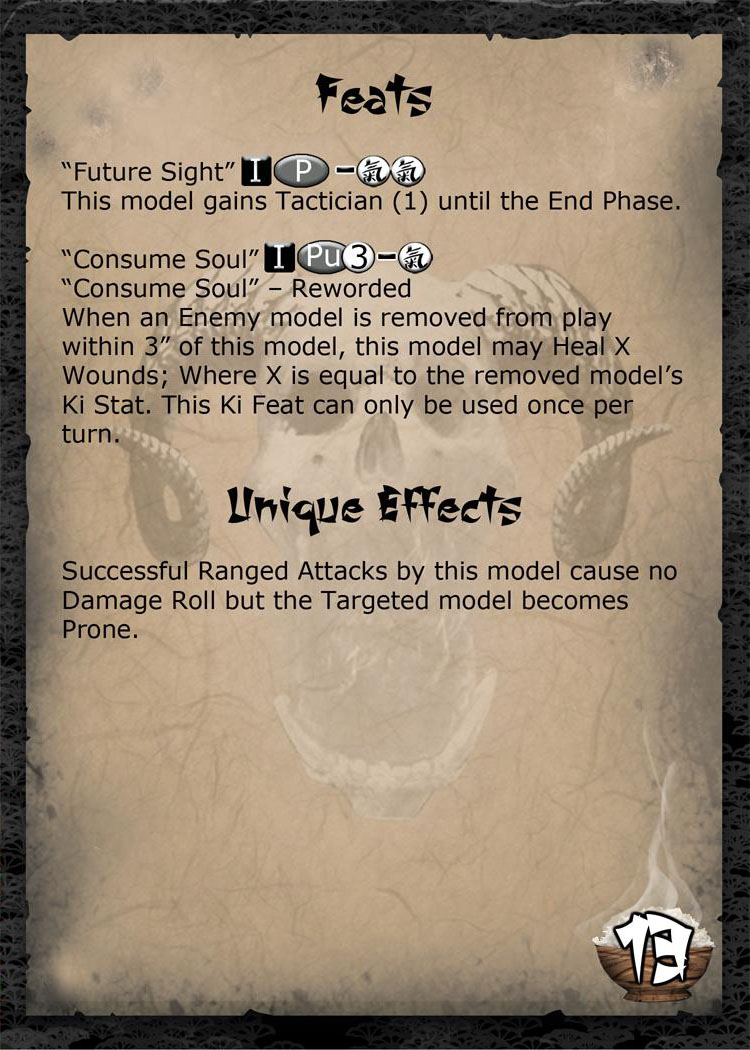 Feats
“Future Sight” I P -氣氣
This model gains Tactician (1) until the End Phase.
“Consume Soul” I Pu 3-氣
“Consume Soul” – Reworded
When an Enemy model is removed from play
within 3” of this model, this model may Heal X
Wounds; Where X is equal to the removed model’s
Ki Stat. This Ki Feat can only be used once per
turn.
Unique Effects
Successful Ranged Attacks by this model cause no
Damage Roll but the Targeted model becomes
Prone.
13